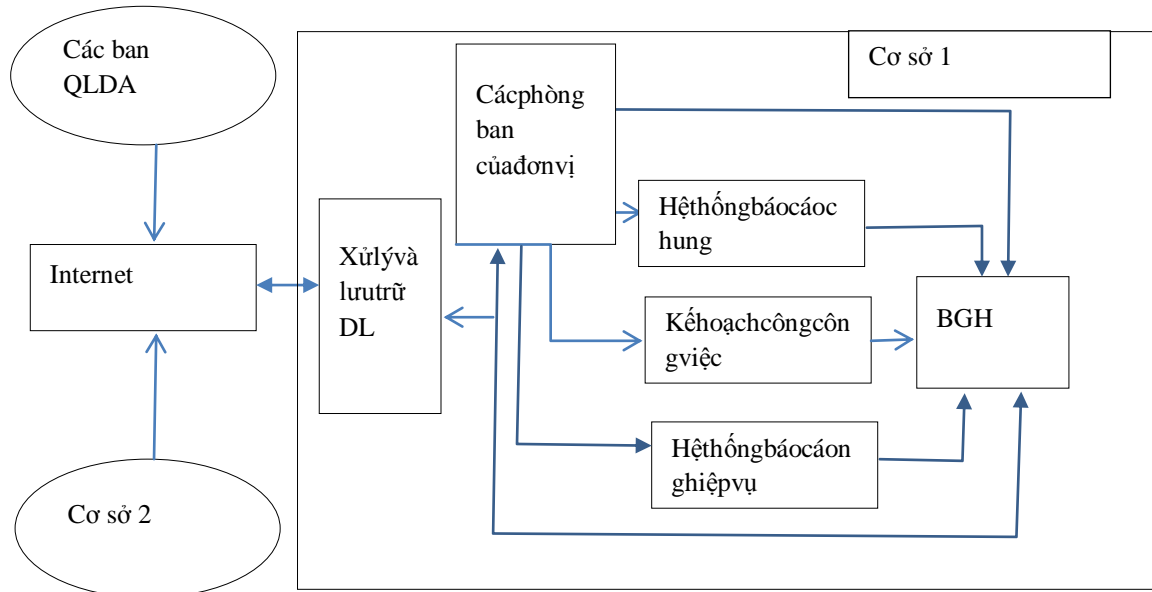 Các ban
QLDA
Cơ sở 1
Cácphòng
ban
củađơnvị
Hệthốngbáocáoc
hung
Internet
Xửlývà
lưutrữ
DL
Kếhoạchcôngcôn
gviệc
BGH
Hệthốngbáocáon
ghiệpvụ
Cơ sở 2